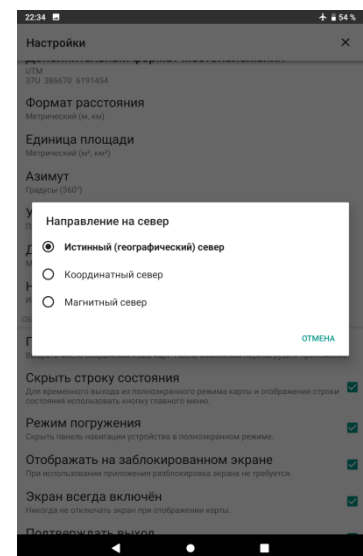 22:34
54 %
Настройки
UTM
37U 386670 6191454
Формат расстояния
Метрический (м, км)
Единица площади
Метрический (м², км²)
Азимут
Градусы (360°)
Направление на север
Истинный (географический) север
Координатный север
Магнитный север
ОТМЕНА
Скрыть строку состояния
Для временного выхода из полноэкранного режима карты и отображения строки
состояния использовать кнопку главного меню.
Режим погружения
Скрыть панель навигации устройства в полноэкранном режиме.
Отображать на заблокированном экране
При использовании приложения разблокировка экрана не требуется.
Экран всегда включён
Никогда не отключать экран при отображении карты.
Подтверждать выход